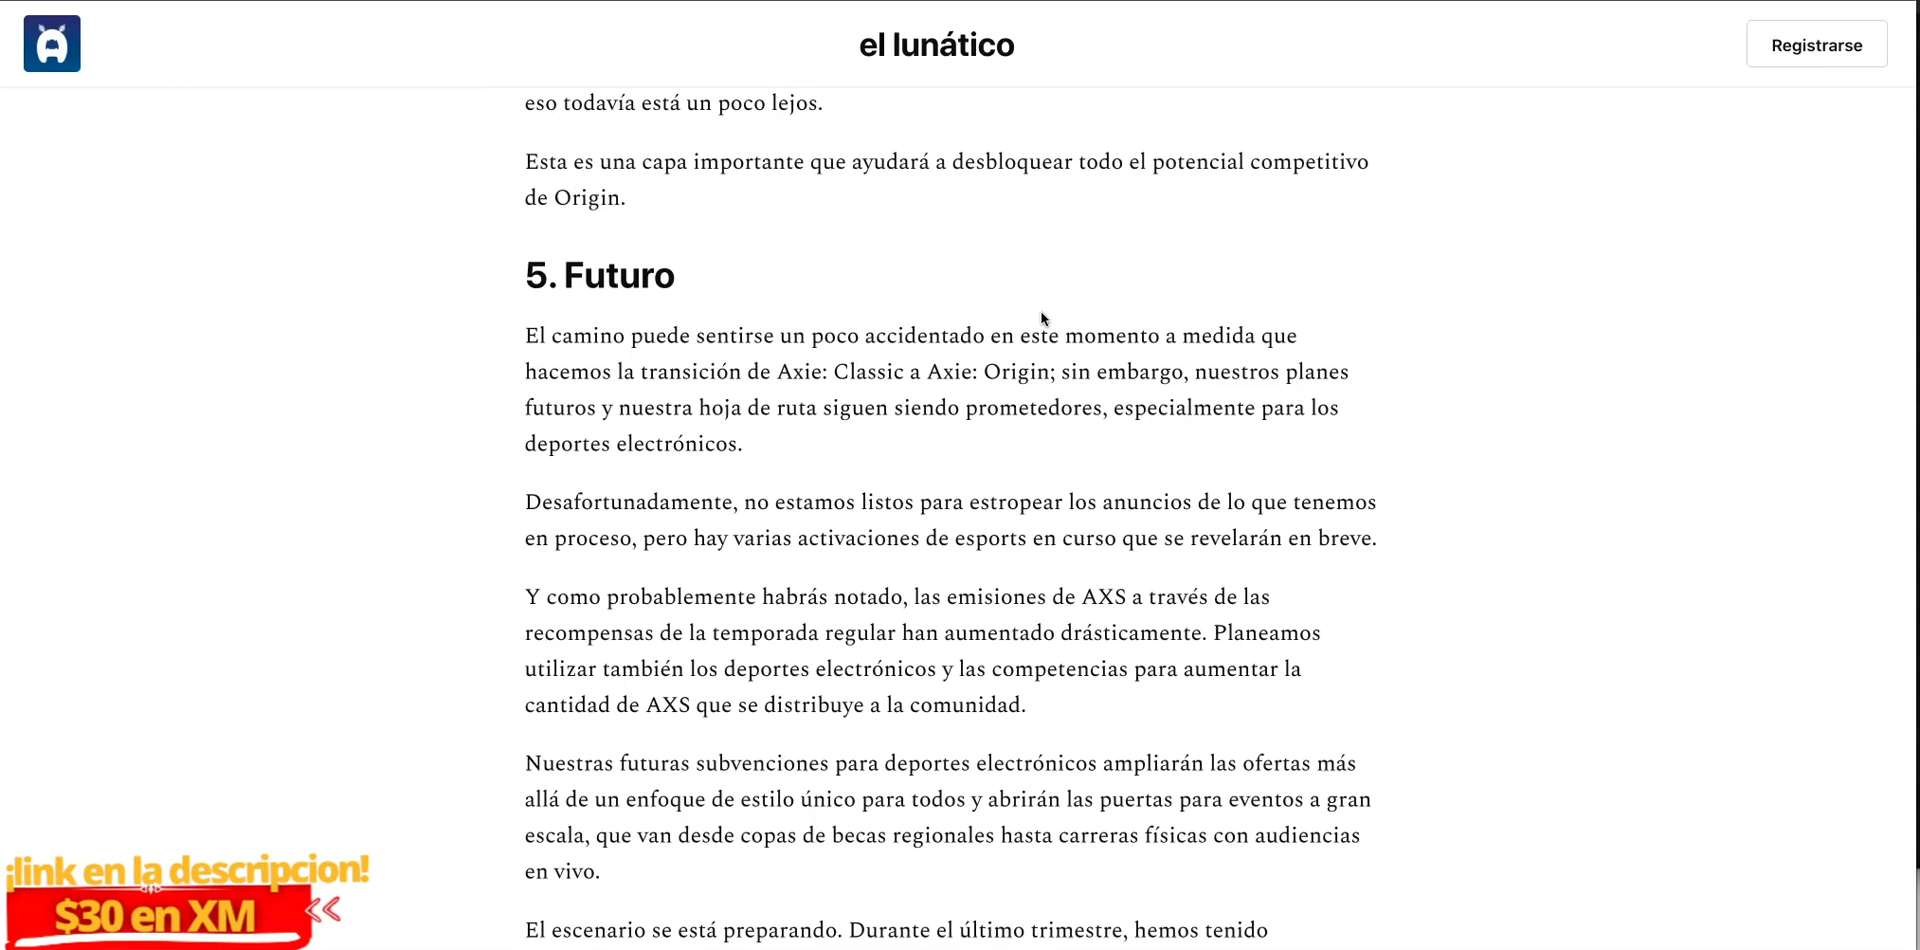 el lunático
Registrarse
eso todavía está un poco lejos.
Esta es una capa importante que ayudará a desbloquear todo el potencial competitivo
de Origin.
5. Futuro
El camino puede sentirse un poco accidentado en este momento a medida que
hacemos la transición de Axie: Classic a Axie: Origin; sin embargo, nuestros planes
futuros y nuestra hoja de ruta siguen siendo prometedores, especialmente para los
deportes electrónicos.
Desafortunadamente, no estamos listos para estropear los anuncios de lo que tenemos
en proceso, pero hay varias activaciones de esports en curso que se revelarán en breve.
Y como probablemente habrás notado, las emisiones de AXS a través de las
recompensas de la temporada regular han aumentado drásticamente. Planeamos
utilizar también los deportes electrónicos y las competencias para aumentar la
cantidad de AXS que se distribuye a la comunidad.
Nuestras futuras subvenciones para deportes electrónicos ampliarán las ofertas más
allá de un enfoque de estilo único para todos y abrirán las puertas para eventos a gran
escala, que van desde copas de becas regionales hasta carreras físicas con audiencias
en vivo.
El escenario se está preparando. Durante el último trimestre, hemos tenido
¡link en la descripcion!
$30 en XM <<